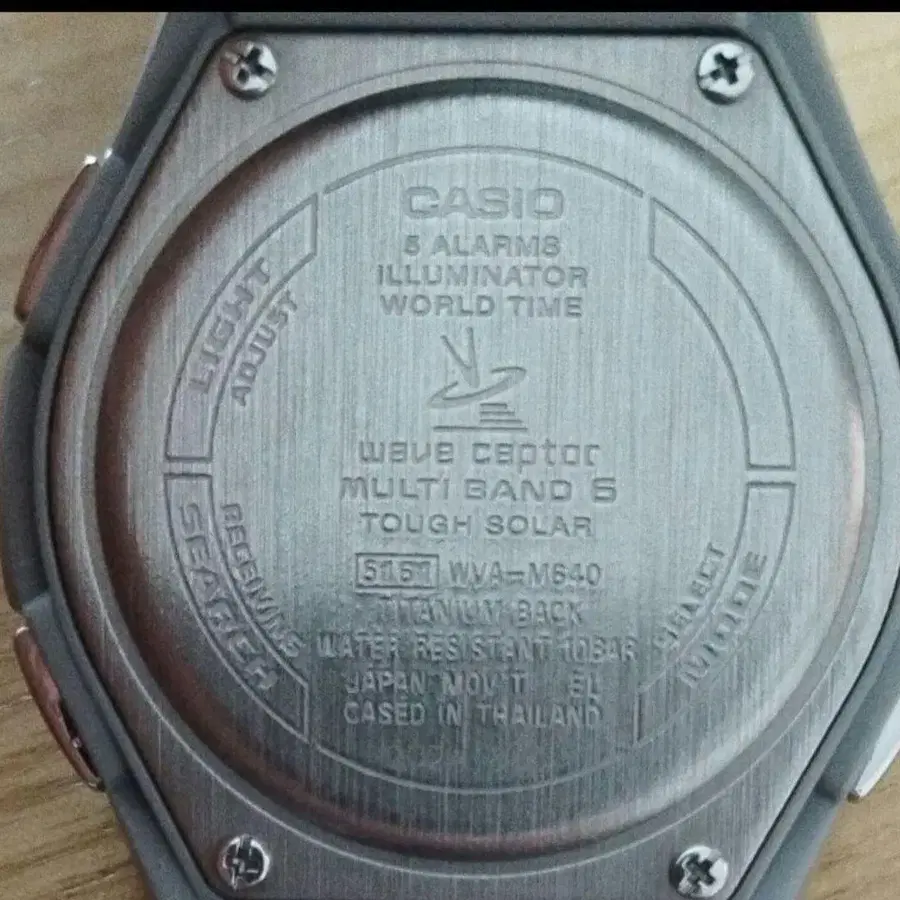 CASIO
5 ALARMS
ILLUMINATOR
WORLD TIME
wave ceptor
MULTI BAND 6
TOUGH SOLAR
5161 WVA-M640
TITANIUM BACK
WATER RESISTANT 10BAR
JAPAN MOV'T EL
CASED IN THAILAND
LIGHT
ADJUST
SEARCH
RECEIVING
SELECT
MODE